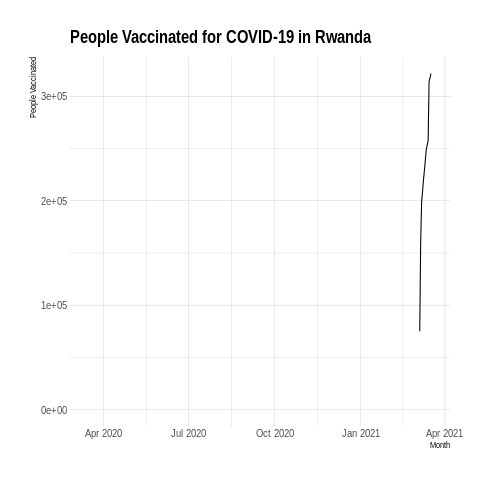 People Vaccinated for COVID-19 in Rwanda
People Vaccinated
3e+05
2e+05
1e+05
0e+00
Apr 2020 Jul 2020 Oct 2020 Jan 2021 Apr 2021
Month